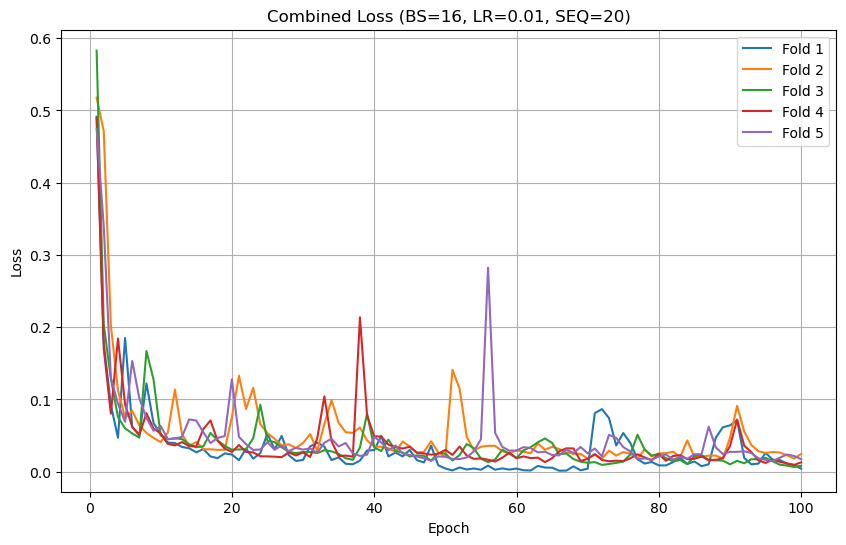 Combined Loss (BS=16, LR=0.01, SEQ=20)
Loss
0.6
0.5
0.4
0.3
0.2
0.1
0.0
Fold 1
Fold 2
Fold 3
Fold 4
Fold 5
0 20 40 60 80 100
Epoch